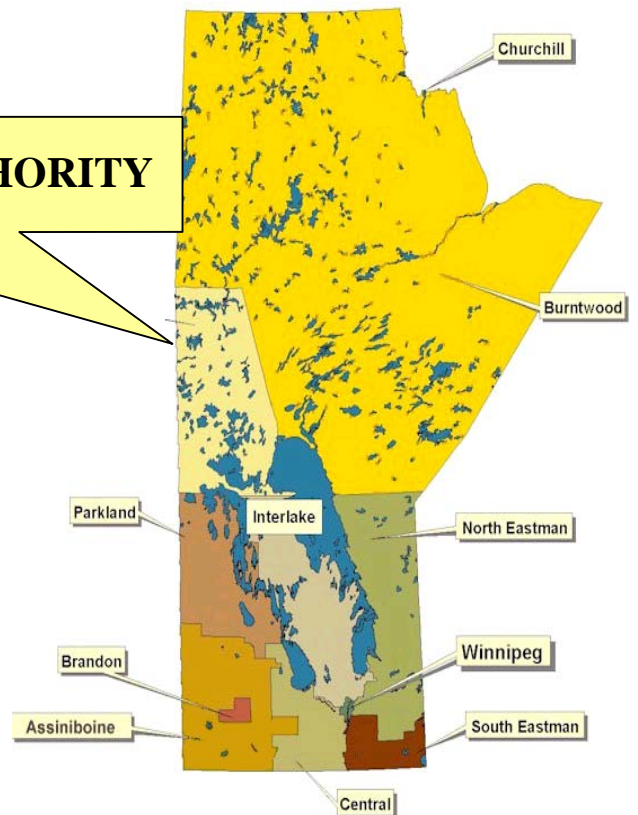 Churchill
HORITY
Burntwood
Parkland
Interlake
North Eastman
Brandon
Winnipeg
Assiniboine
South Eastman
Central